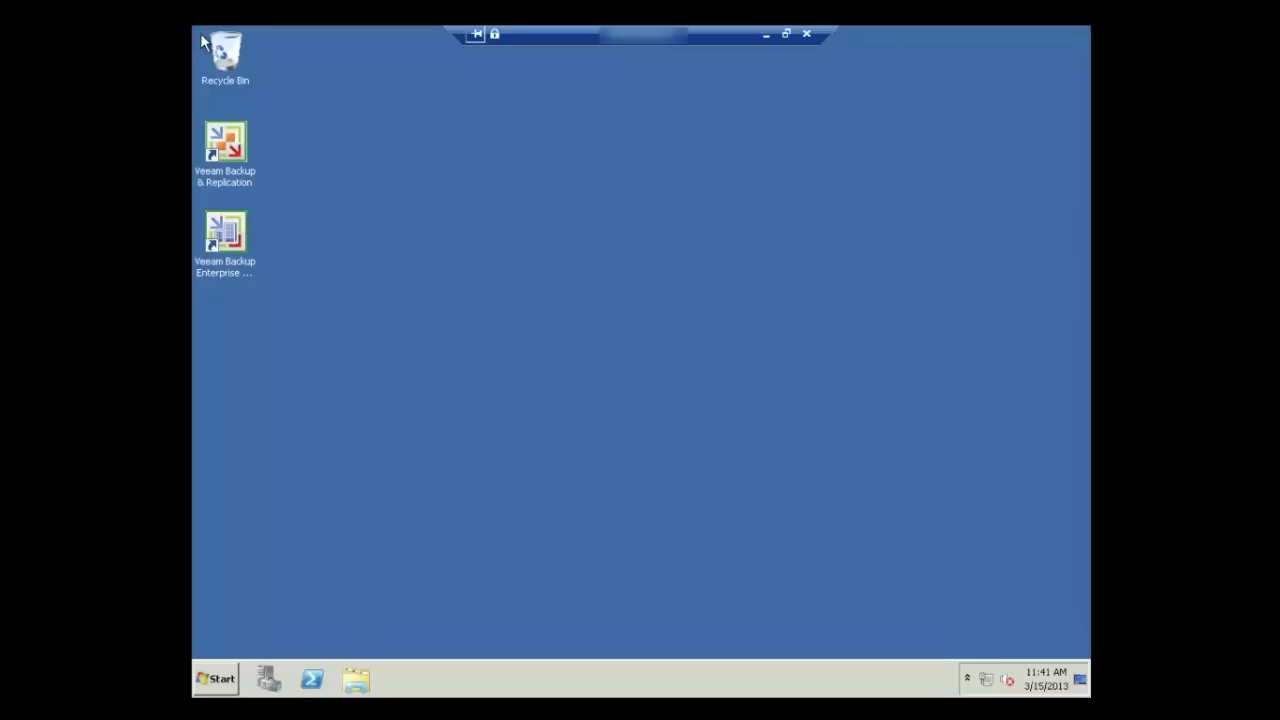 Recycle Bin
Veeam Backup
& Replication
Veeam Backup
Enterprise ...
Start
11:41 AM
3/15/2013